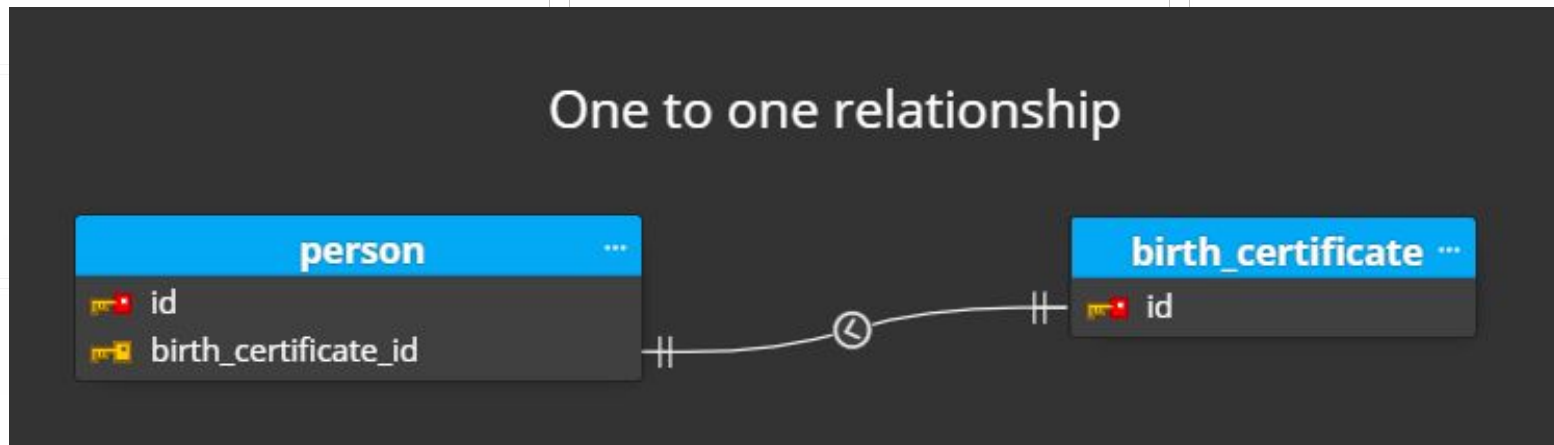 One to one relationship
person ...
id
birth_certificate_id
birth_certificate ...
id